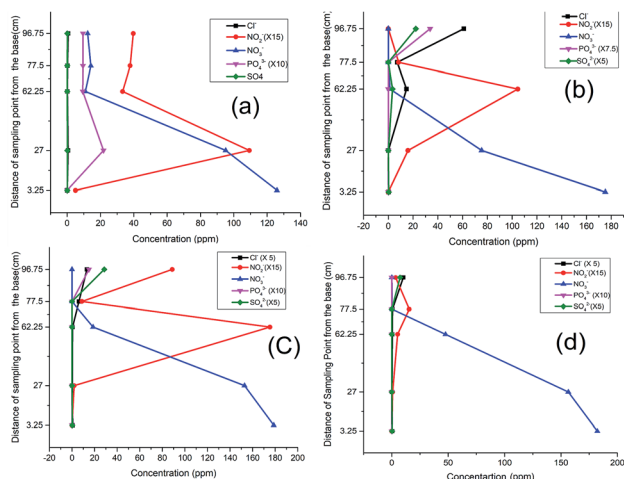 Cl⁻
NO₂⁻(X15)
NO₃⁻
PO₄³⁻ (X10)
SO4
(a)
96.75
77.5
62.25
27
3.25
-20 0 20 40 60 80 100 120 140
Concentration (ppm)
Distance of sampling point from the base(cm)
Cl⁻
NO₂⁻(X15)
NO₃⁻
PO₄³⁻ (X7.5)
SO₄²⁻(X5)
(b)
96.75
77.5
62.25
27
3.25
-20 0 20 40 60 80 100 120 140 160 180
Concentration (ppm)
Distance of sampling point from the base(cm)
Cl⁻ (X 5)
NO₂⁻(X15)
NO₃⁻
PO₄³⁻ (X10)
SO₄²⁻(X5)
(C)
96.75
77.5
62.25
27
3.25
-20 0 20 40 60 80 100 120 140 160 180 200
Concentration (ppm)
Distance of sampling point from the base(cm)
Cl⁻ (X 5)
NO₂⁻(X15)
NO₃⁻
PO₄³⁻ (X10)
SO₄²⁻(X5)
(d)
96.75
77.5
62.25
27
3.25
-50 0 50 100 150 200
Concentartion (ppm)
Distance of Sampling Point from the base(cm)